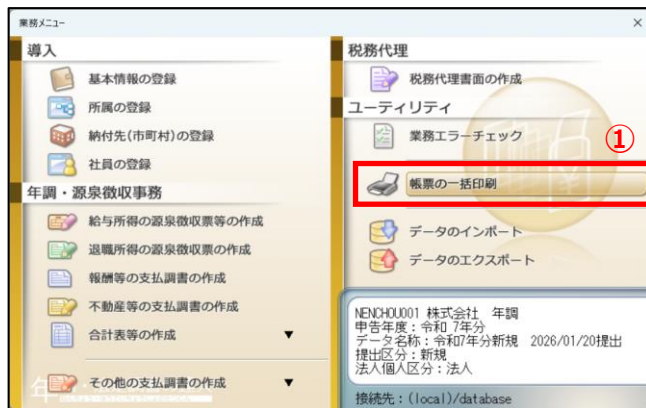 業務メニュー
導入
基本情報の登録
所属の登録
納付先(市町村)の登録
社員の登録
年調・源泉徴収事務
給与所得の源泉徴収票等の作成
退職所得の源泉徴収票の作成
報酬等の支払調書の作成
不動産等の支払調書の作成
合計表等の作成 ▼
その他の支払調書の作成 ▼
税務代理
税務代理書面の作成
ユーティリティ
業務エラーチェック
①
帳票の一括印刷
データのインポート
データのエクスポート
NENCHOU001 株式会社 年調
申告年度:令和 7年分
データ名称:令和7年分新規 2026/01/20提出
提出区分:新規
法人個人区分:法人
接続先:(local)/database